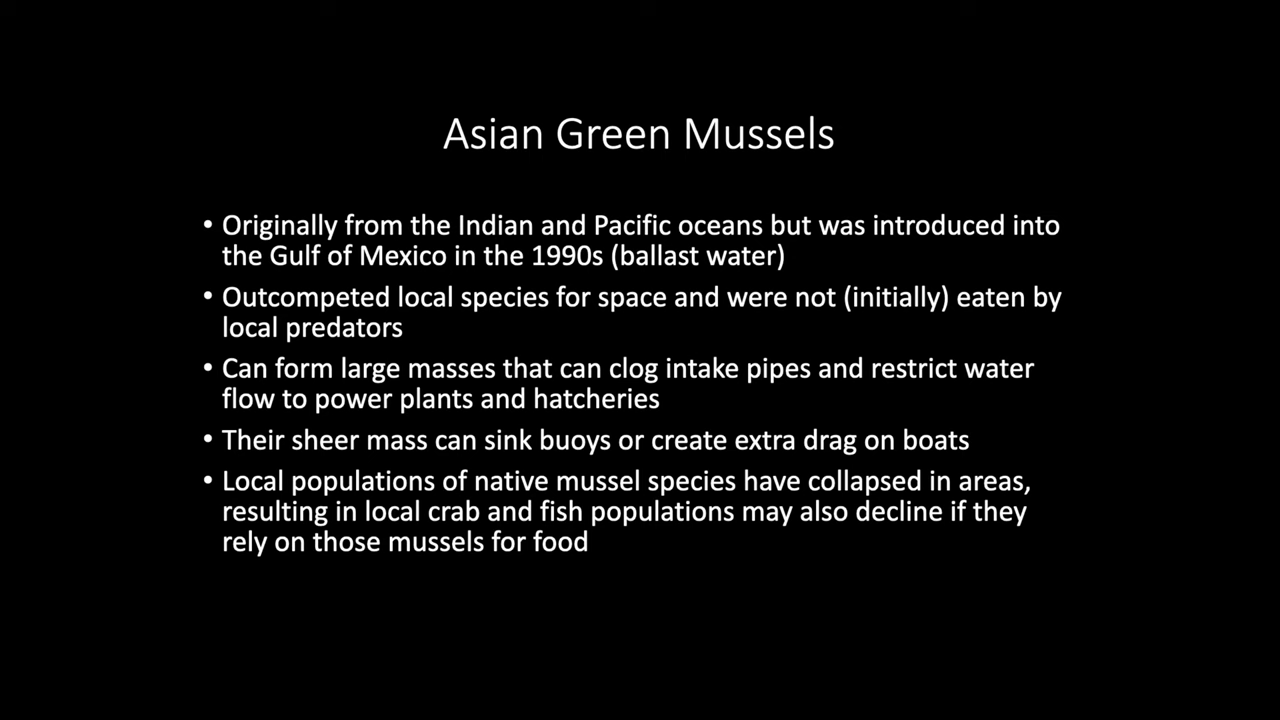 Asian Green Mussels
• Originally from the Indian and Pacific oceans but was introduced into
the Gulf of Mexico in the 1990s (ballast water)
• Outcompeted local species for space and were not (initially) eaten by
local predators
• Can form large masses that can clog intake pipes and restrict water
flow to power plants and hatcheries
• Their sheer mass can sink buoys or create extra drag on boats
• Local populations of native mussel species have collapsed in areas,
resulting in local crab and fish populations may also decline if they
rely on those mussels for food